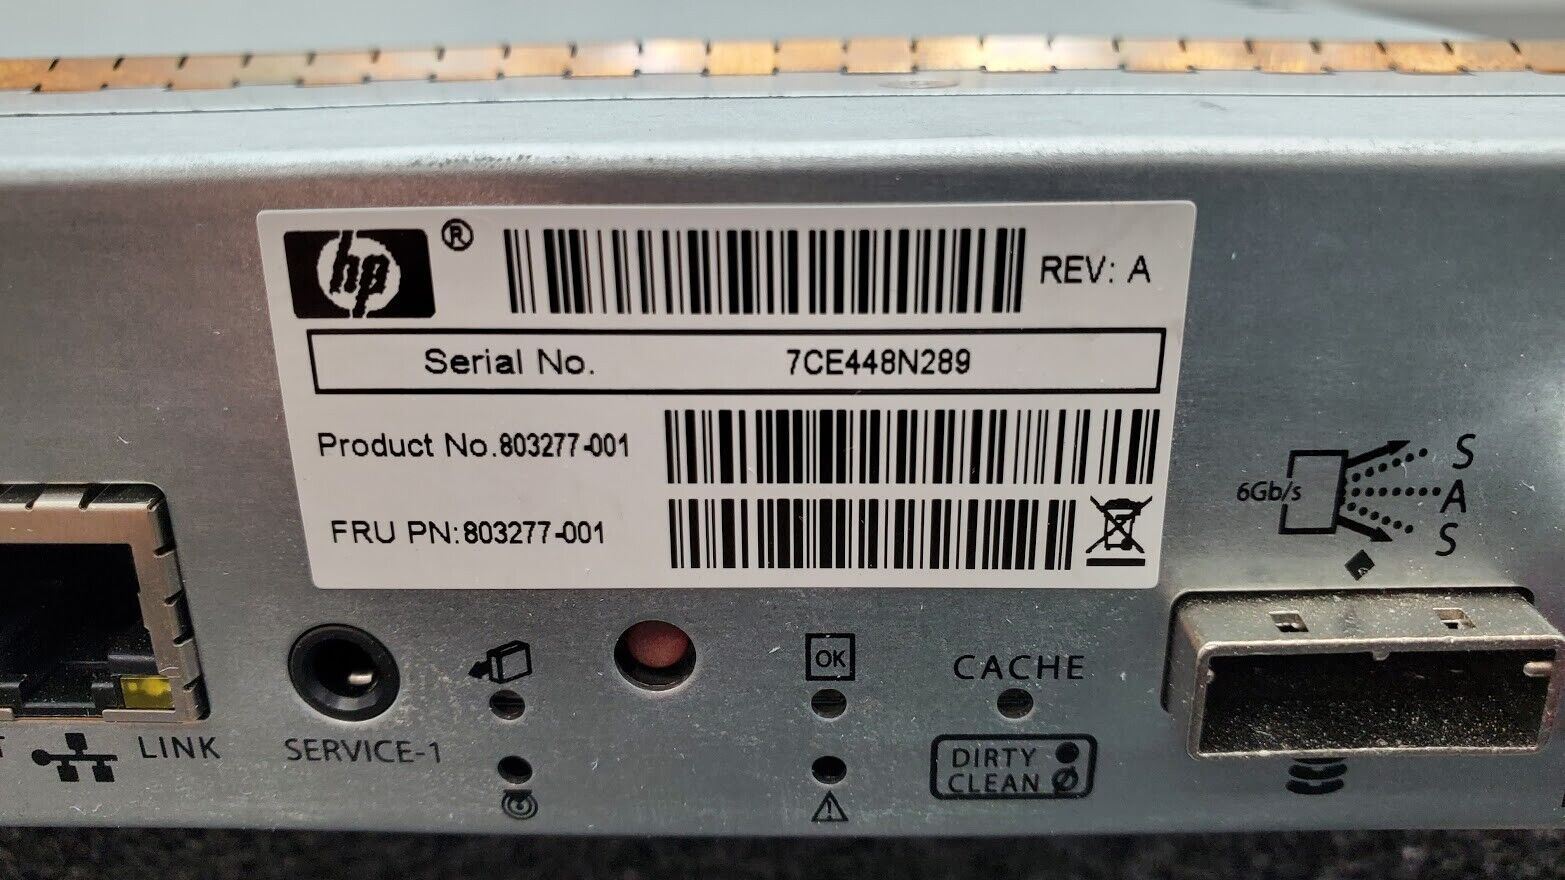 hp ®
REV: A
Serial No. 7CE448N289
Product No.803277-001
FRU PN:803277-001
6Gb/s
S
A
S
OK
CACHE
T
LINK
SERVICE-1
DIRTY
CLEAN